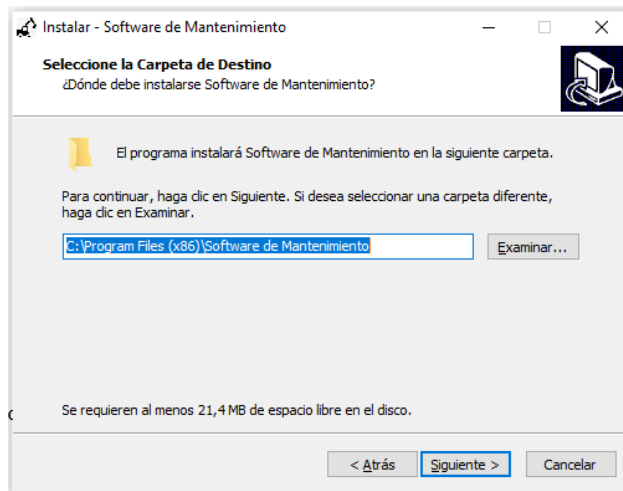 Instalar - Software de Mantenimiento
Seleccione la Carpeta de Destino
¿Dónde debe instalarse Software de Mantenimiento?
El programa instalará Software de Mantenimiento en la siguiente carpeta.
Para continuar, haga clic en Siguiente. Si desea seleccionar una carpeta diferente,
haga clic en Examinar.
C:\Program Files (x86)\Software de Mantenimiento
Examinar...
Se requieren al menos 21,4 MB de espacio libre en el disco.
< Atrás
Siguiente >
Cancelar